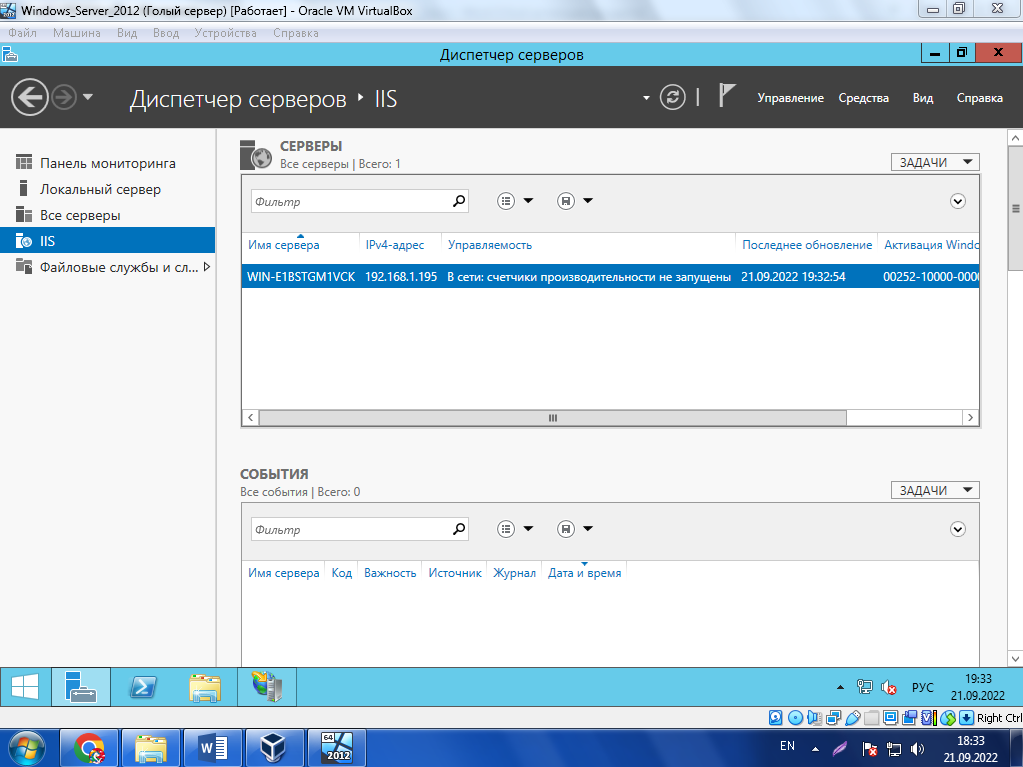 Windows_Server_2012 (Голый сервер) [Работает] - Oracle VM VirtualBox
Файл Машина Вид Ввод Устройства Справка
Диспетчер серверов
Диспетчер серверов IIS
Управление Средства Вид Справка
Панель мониторинга
Локальный сервер
Все серверы
IIS
Файловые службы и сл...
СЕРВЕРЫ
Все серверы | Всего: 1
ЗАДАЧИ
Фильтр
Имя сервера IPv4-адрес Управляемость Последнее обновление Активация Windo
WIN-E1BSTGM1VCK 192.168.1.195 В сети: счетчики производительности не запущены 21.09.2022 19:32:54 00252-10000-0000
СОБЫТИЯ
Все события | Всего: 0
ЗАДАЧИ
Фильтр
Имя сервера Код Важность Источник Журнал Дата и время
РУС
19:33
21.09.2022
Right Ctrl
64
2012
EN
18:33
21.09.2022